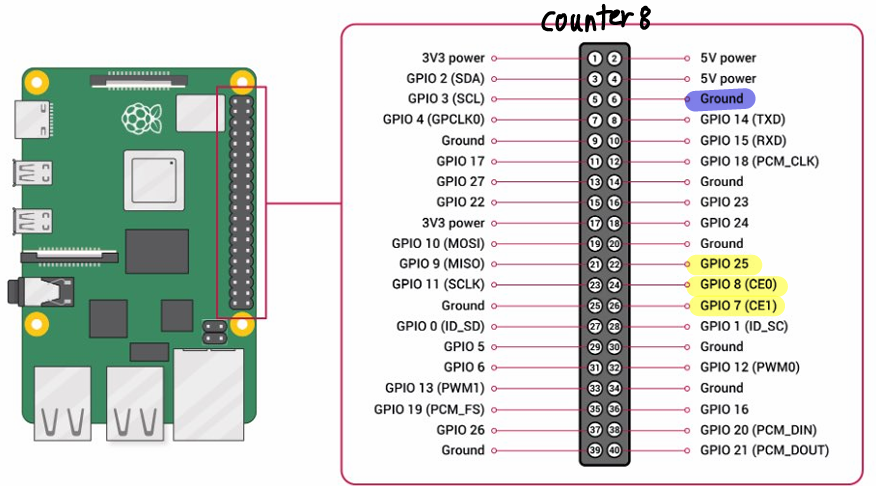 counter 8
3V3 power 1 2 5V power
GPIO 2 (SDA) 3 4 5V power
GPIO 3 (SCL) 5 6 Ground
GPIO 4 (GPCLK0) 7 8 GPIO 14 (TXD)
Ground 9 10 GPIO 15 (RXD)
GPIO 17 11 12 GPIO 18 (PCM_CLK)
GPIO 27 13 14 Ground
GPIO 22 15 16 GPIO 23
3V3 power 17 18 GPIO 24
GPIO 10 (MOSI) 19 20 Ground
GPIO 9 (MISO) 21 22 GPIO 25
GPIO 11 (SCLK) 23 24 GPIO 8 (CE0)
Ground 25 26 GPIO 7 (CE1)
GPIO 0 (ID_SD) 27 28 GPIO 1 (ID_SC)
GPIO 5 29 30 Ground
GPIO 6 31 32 GPIO 12 (PWM0)
GPIO 13 (PWM1) 33 34 Ground
GPIO 19 (PCM_FS) 35 36 GPIO 16
GPIO 26 37 38 GPIO 20 (PCM_DIN)
Ground 39 40 GPIO 21 (PCM_DOUT)